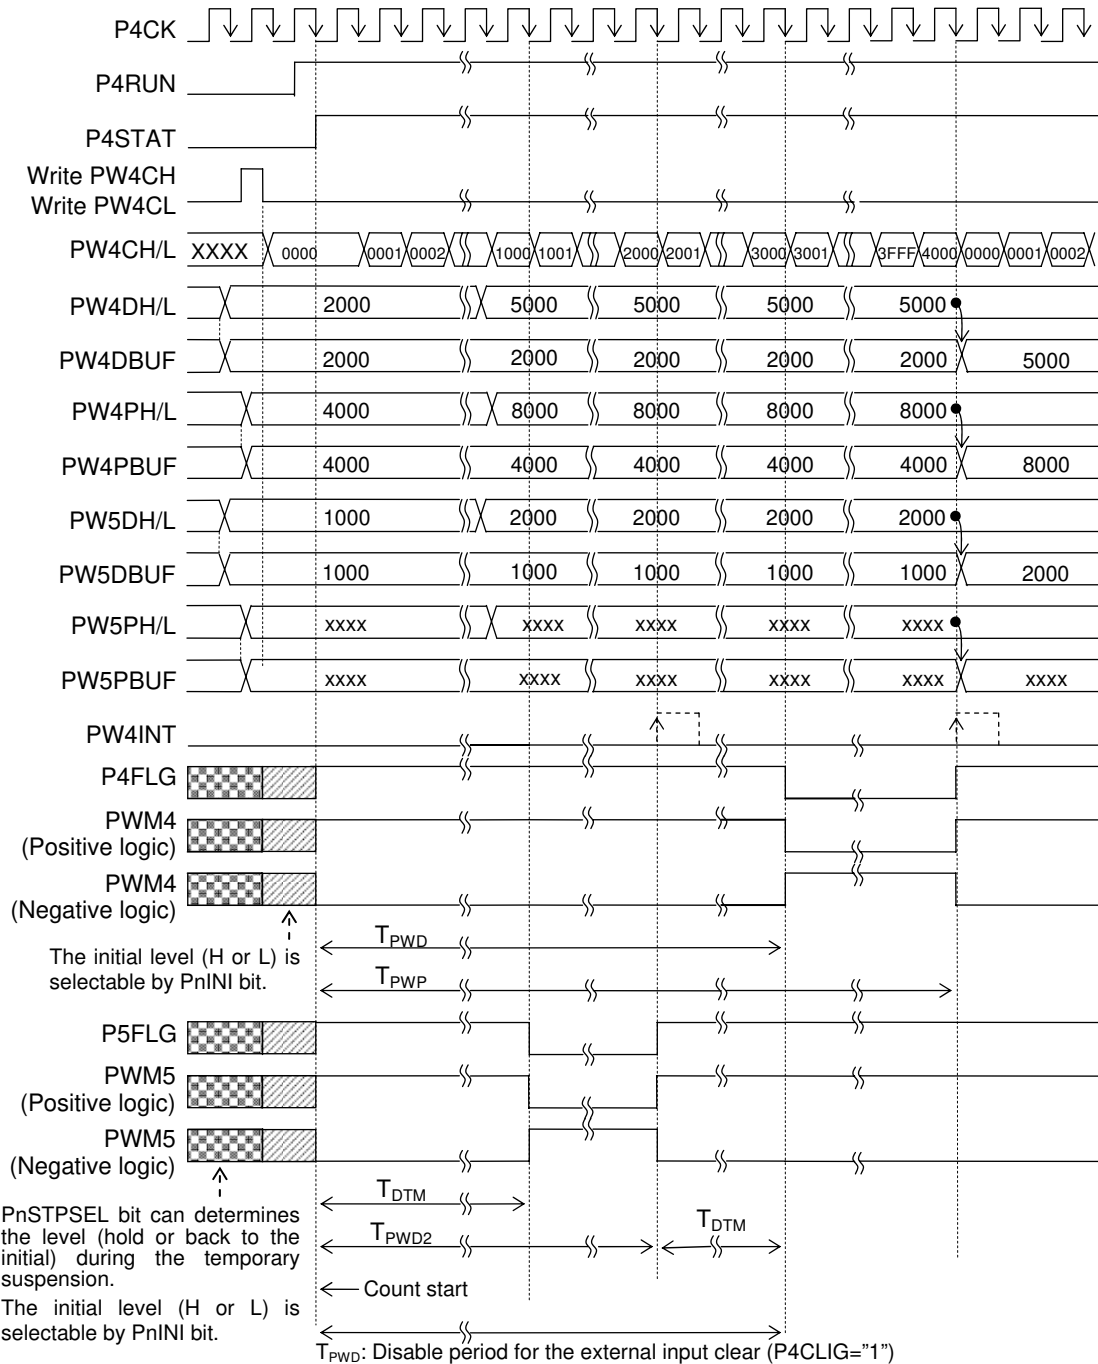 P4CK
P4RUN
P4STAT
Write PW4CH
Write PW4CL
PW4CH/L XXXX 0000 0001 0002 1000 1001 2000 2001 3000 3001 3FFF 4000 0000 0001 0002
PW4DH/L 2000 5000 5000 5000 5000
PW4DBUF 2000 2000 2000 2000 2000 5000
PW4PH/L 4000 8000 8000 8000 8000
PW4PBUF 4000 4000 4000 4000 4000 8000
PW5DH/L 1000 2000 2000 2000 2000
PW5DBUF 1000 1000 1000 1000 1000 2000
PW5PH/L xxxx xxxx xxxx xxxx xxxx
PW5PBUF xxxx xxxx xxxx xxxx xxxx xxxx
PW4INT
P4FLG
PWM4
(Positive logic)
PWM4
(Negative logic)
TPWD
The initial level (H or L) is
selectable by PnINI bit.
TPWP
P5FLG
PWM5
(Positive logic)
PWM5
(Negative logic)
TDTM
PnSTPSEL bit can determines
the level (hold or back to the
initial) during the temporary
suspension.
TPWD2 TDTM
Count start
The initial level (H or L) is
selectable by PnINI bit.
TPWD: Disable period for the external input clear (P4CLIG="1")